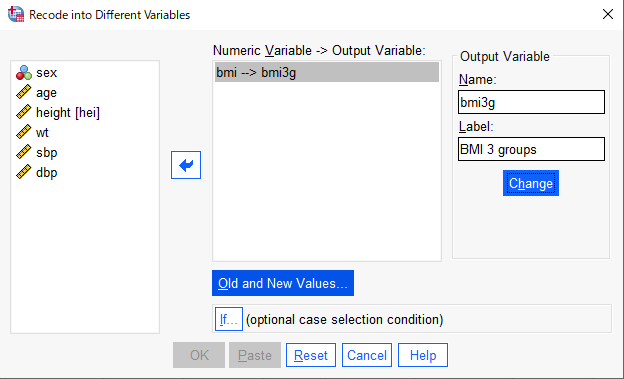 Recode into Different Variables
sex
age
height [hei]
wt
sbp
dbp
Numeric Variable -> Output Variable:
bmi --> bmi3g
Output Variable
Name:
bmi3g
Label:
BMI 3 groups
Change
Old and New Values...
If... (optional case selection condition)
OK Paste Reset Cancel Help